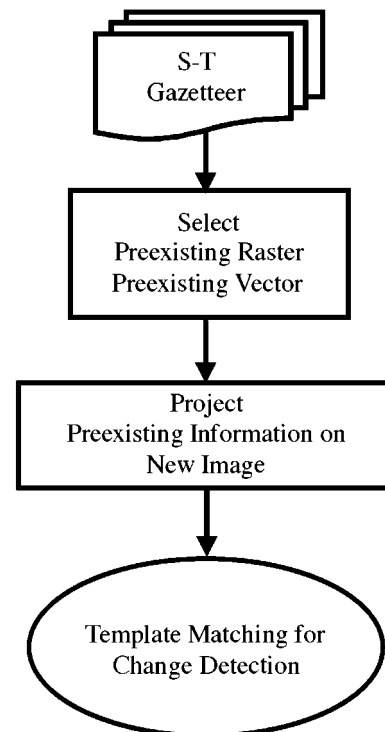 S-T
Gazetteer
Select
Preexisting Raster
Preexisting Vector
Project
Preexisting Information on
New Image
Template Matching for
Change Detection